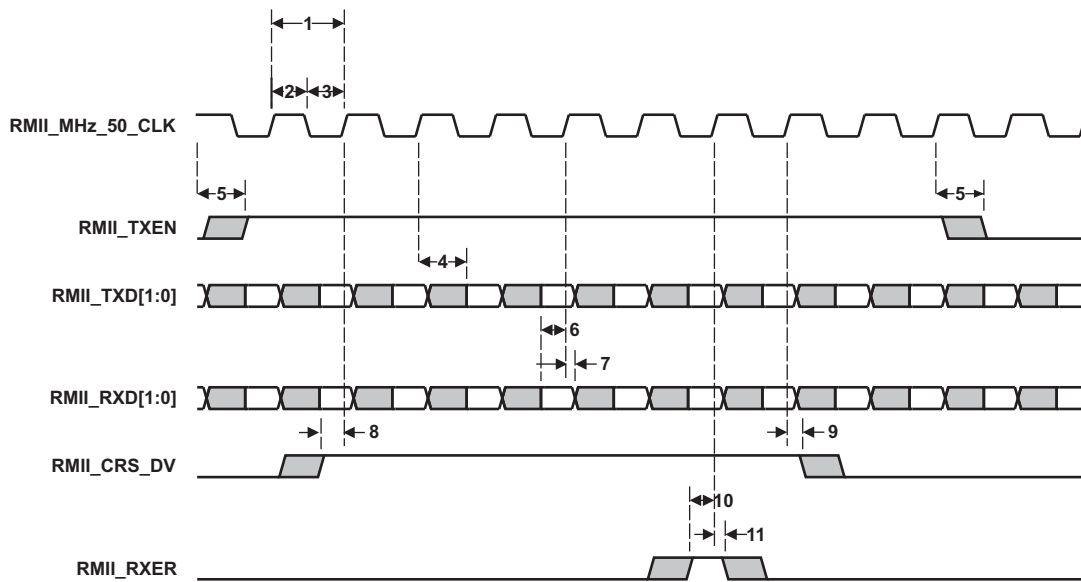 1
2
3
RMII_MHz_50_CLK
5
5
RMII_TXEN
4
RMII_TXD[1:0]
6
7
RMII_RXD[1:0]
8
9
RMII_CRS_DV
10
11
RMII_RXER